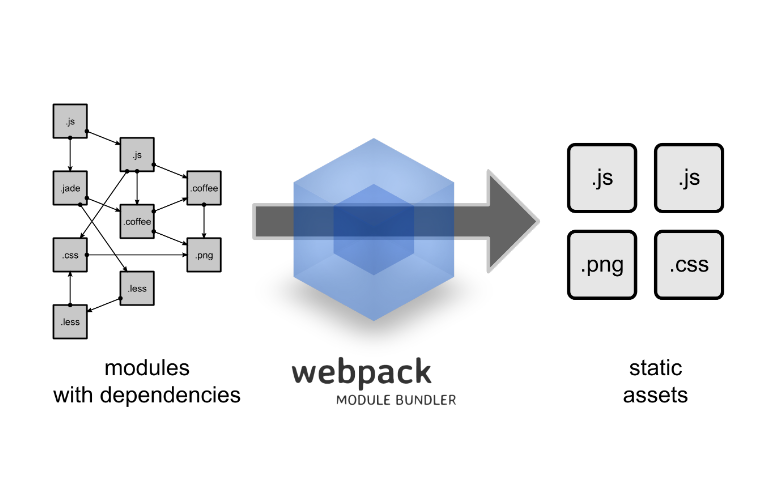 .js
.js
.jade
.coffee
.coffee
.css
.png
.less
.less
modules
with dependencies
webpack
MODULE BUNDLER
.js
.js
.png
.css
static
assets